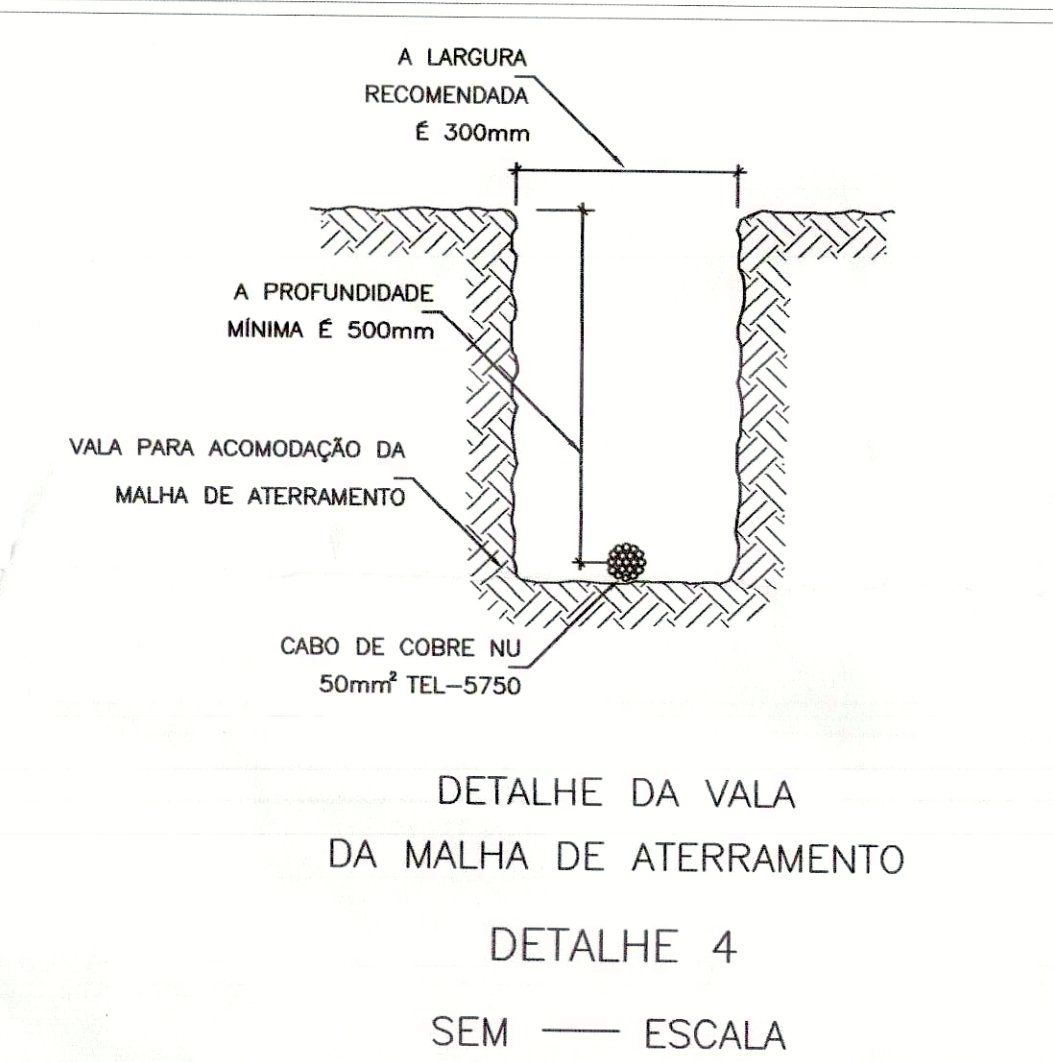 A LARGURA
RECOMENDADA
É 300mm
A PROFUNDIDADE
MÍNIMA É 500mm
VALA PARA ACOMODAÇÃO DA
MALHA DE ATERRAMENTO
CABO DE COBRE NU
50mm² TEL-5750
DETALHE DA VALA
DA MALHA DE ATERRAMENTO
DETALHE 4
SEM — ESCALA